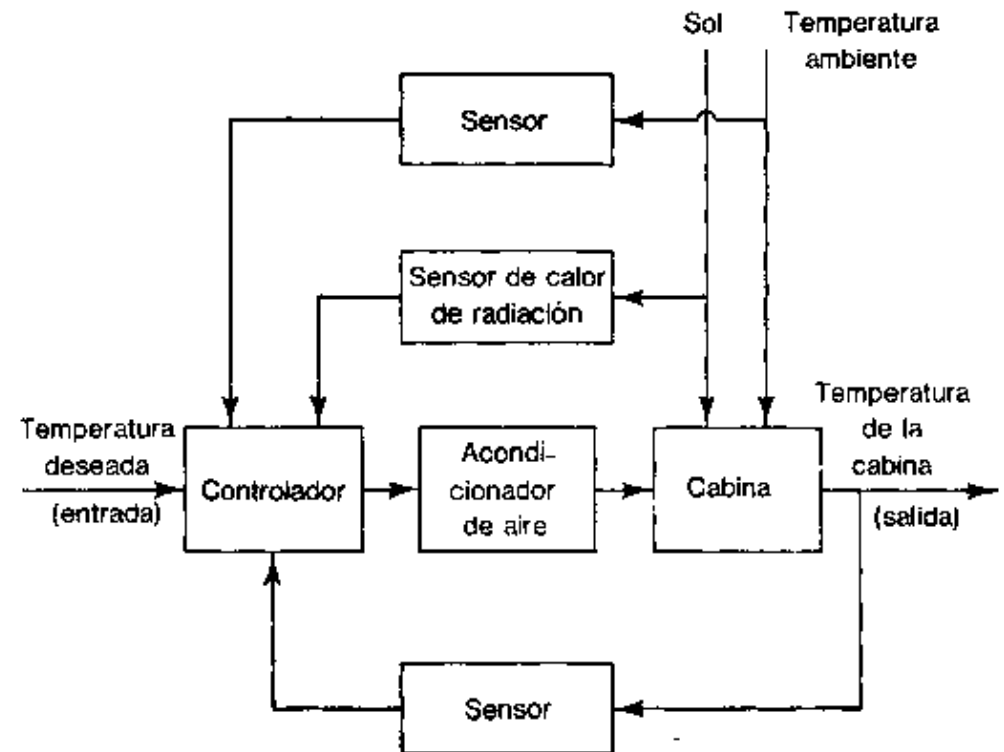 Sol
Temperatura
ambiente
Sensor
Sensor de calor
de radiación
Temperatura
deseada
(entrada)
Controlador
Acondi-
cionador
de aire
Cabina
Temperatura
de la
cabina
(salida)
Sensor